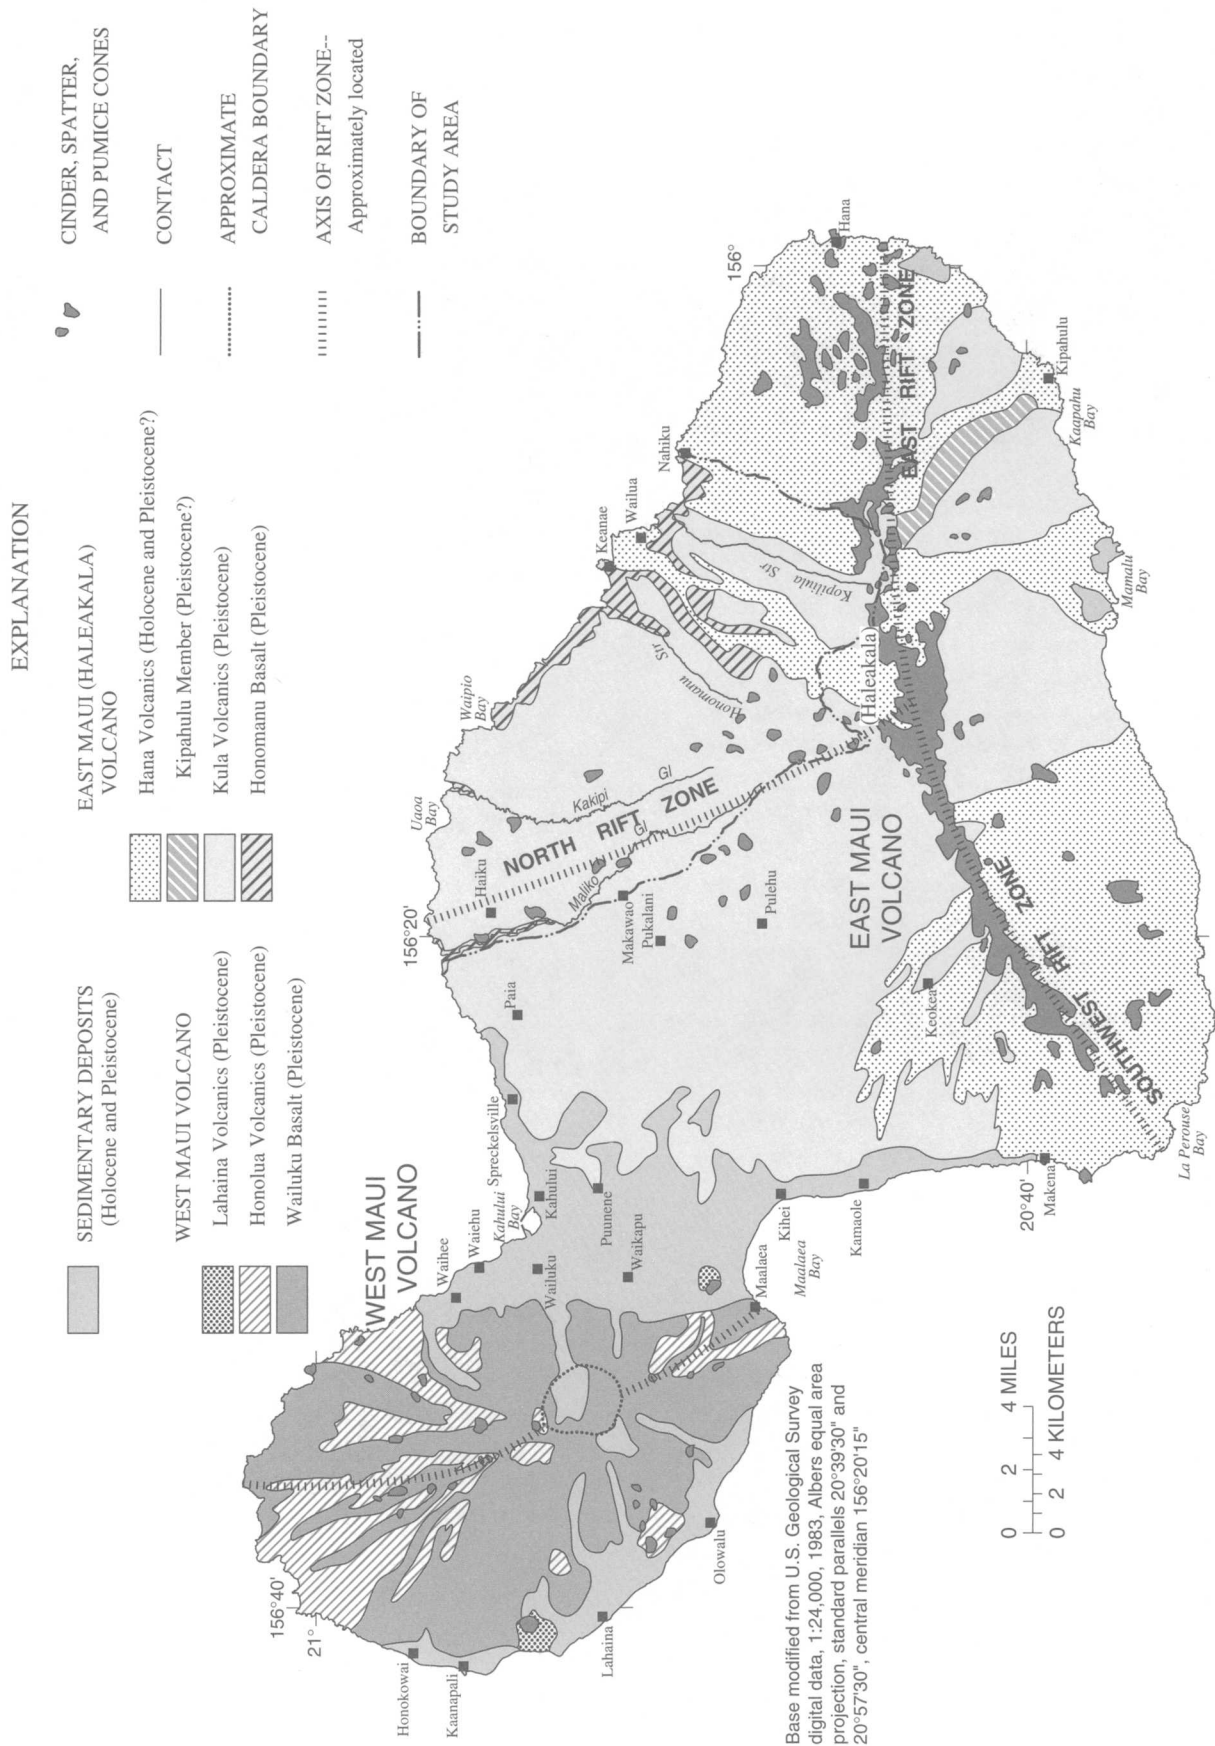 EXPLANATION
SEDIMENTARY DEPOSITS
(Holocene and Pleistocene)
WEST MAUI VOLCANO
Lahaina Volcanics (Pleistocene)
Honolua Volcanics (Pleistocene)
Wailuku Basalt (Pleistocene)
EAST MAUI (HALEAKALA)
VOLCANO
Hana Volcanics (Holocene and Pleistocene?)
Kipahulu Member (Pleistocene?)
Kula Volcanics (Pleistocene)
Honomanu Basalt (Pleistocene)
CINDER, SPATTER,
AND PUMICE CONES
CONTACT
APPROXIMATE
CALDERA BOUNDARY
AXIS OF RIFT ZONE--
Approximately located
BOUNDARY OF
STUDY AREA
156°40'
21°
156°20'
156°
20°40'
WEST MAUI
VOLCANO
Honokowai
Kaanapali
Lahaina
Olowalu
Waihee
Waiehu
Kahului
Bay
Spreckelsville
Wailuku
Kahului
Puunene
Waikapu
Maalaea
Maalaea
Bay
Kihei
Kamaole
Makena
La Perouse
Bay
Paia
Haiku
Uaoa
Bay
Maliko
Gl
Kakipi
Gl
NORTH RIFT ZONE
Makawao
Pukalani
Pulehu
EAST MAUI
VOLCANO
Keokea
SOUTHWEST RIFT ZONE
Waipio
Bay
Honomanu
Str
Keanae
Wailua
Nahiku
Kopiliula
Str
(Haleakala)
EAST RIFT ZONE
Hana
Kipahulu
Kaapahu
Bay
Mamalu
Bay
Base modified from U.S. Geological Survey
digital data, 1:24,000, 1983, Albers equal area
projection, standard parallels 20°39'30" and
20°57'30", central meridian 156°20'15"
0 2 4 MILES
0 2 4 KILOMETERS